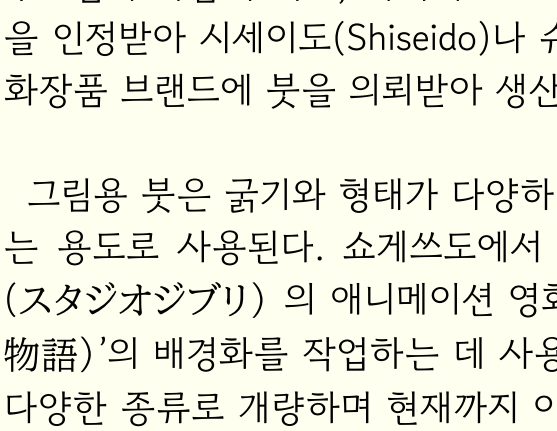 을 인정받아 시세이도(Shiseido)나
화장품 브랜드에 붓을 의뢰받아 생산
그림용 붓은 굵기와 형태가 다양하
는 용도로 사용된다. 쇼게쓰도에서
(スタジオジブリ) 의 애니메이션 영화
物語)’의 배경화를 작업하는 데 사용
다양한 종류로 개량하며 현재까지 이